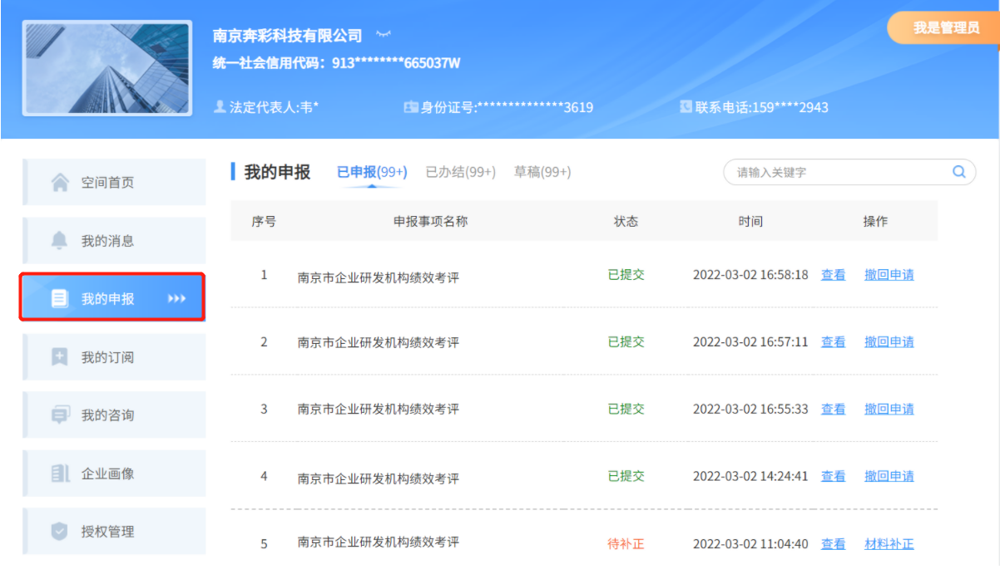 南京奔彩科技有限公司
我是管理员
统一社会信用代码：913********665037W
法定代表人:韦* 身份证号:**************3619 联系电话:159****2943
空间首页
我的消息
我的申报
我的订阅
我的咨询
企业画像
授权管理
我的申报 已申报(99+) 已办结(99+) 草稿(99+) 请输入关键字
序号 申报事项名称 状态 时间 操作
1 南京市企业研发机构绩效考评 已提交 2022-03-02 16:58:18 查看 撤回申请
2 南京市企业研发机构绩效考评 已提交 2022-03-02 16:57:11 查看 撤回申请
3 南京市企业研发机构绩效考评 已提交 2022-03-02 16:55:33 查看 撤回申请
4 南京市企业研发机构绩效考评 已提交 2022-03-02 14:24:41 查看 撤回申请
5 南京市企业研发机构绩效考评 待补正 2022-03-02 11:04:40 查看 材料补正